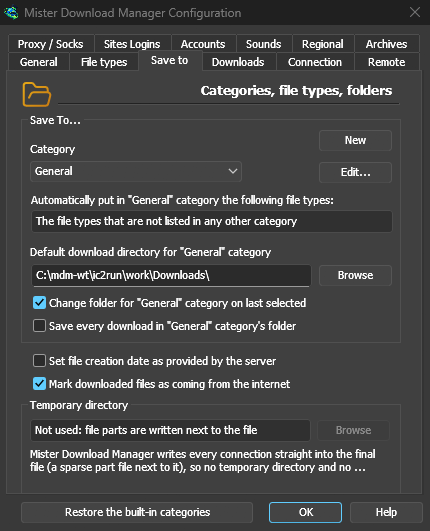 Mister Download Manager Configuration
Proxy / Socks Sites Logins Accounts Sounds Regional Archives
General File types Save to Downloads Connection Remote
Categories, file types, folders
Save To...
New
Category
General
Edit...
Automatically put in "General" category the following file types:
The file types that are not listed in any other category
Default download directory for "General" category
C:\mdm-wt\ic2run\work\Downloads\
Browse
Change folder for "General" category on last selected
Save every download in "General" category's folder
Set file creation date as provided by the server
Mark downloaded files as coming from the internet
Temporary directory
Not used: file parts are written next to the file
Browse
Mister Download Manager writes every connection straight into the final
file (a sparse part file next to it), so no temporary directory and no ...
Restore the built-in categories OK Help